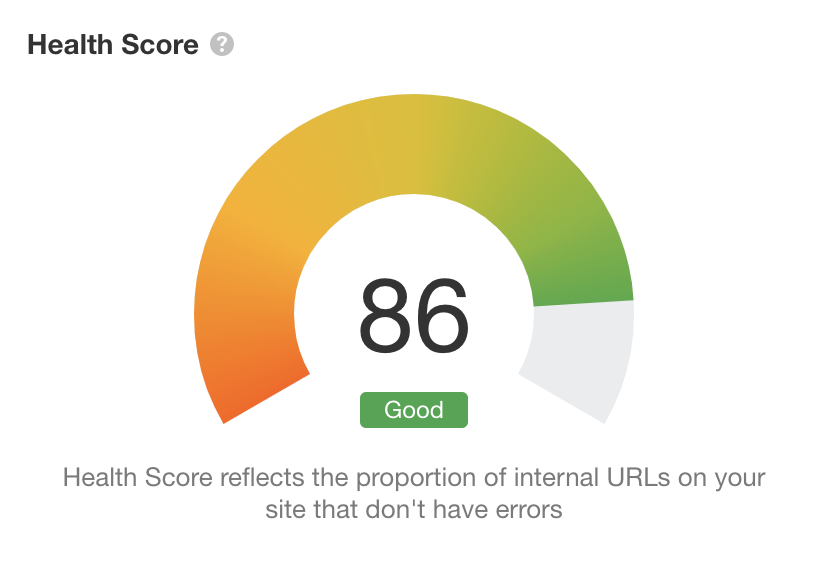 Health Score ?
86
Good
Health Score reflects the proportion of internal URLs on your
site that don't have errors